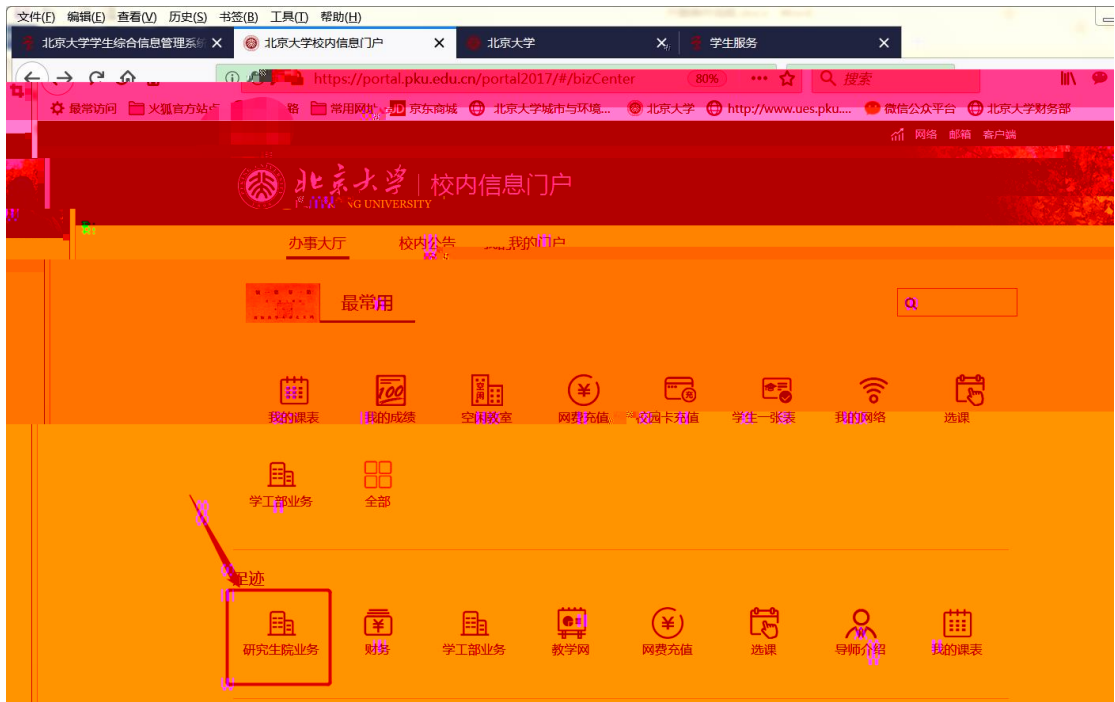 文件(F) 编辑(E) 查看(V) 历史(S) 书签(B) 工具(T) 帮助(H)
北京大学学生综合信息管理系统 北京大学校内信息门户 北京大学 学生服务
https://portal.pku.edu.cn/portal2017/#/bizCenter 80% 搜索
最常访问 火狐官方站点 常用网址 JD 京东商城 北京大学城市与环境... 北京大学 http://www.ues.pku.... 微信公众平台 北京大学财务部
网络 邮箱 客户端
北京大学 校内信息门户
UNIVERSITY
办事大厅 校内公告 我的门户
最常用
我的课表 我的成绩 空闲教室 网费充值 校园卡充值 学生一张表 我的网络 选课
学工部业务 全部
足迹
研究生院业务 财务 学工部业务 教学网 网费充值 选课 导师介绍 我的课表